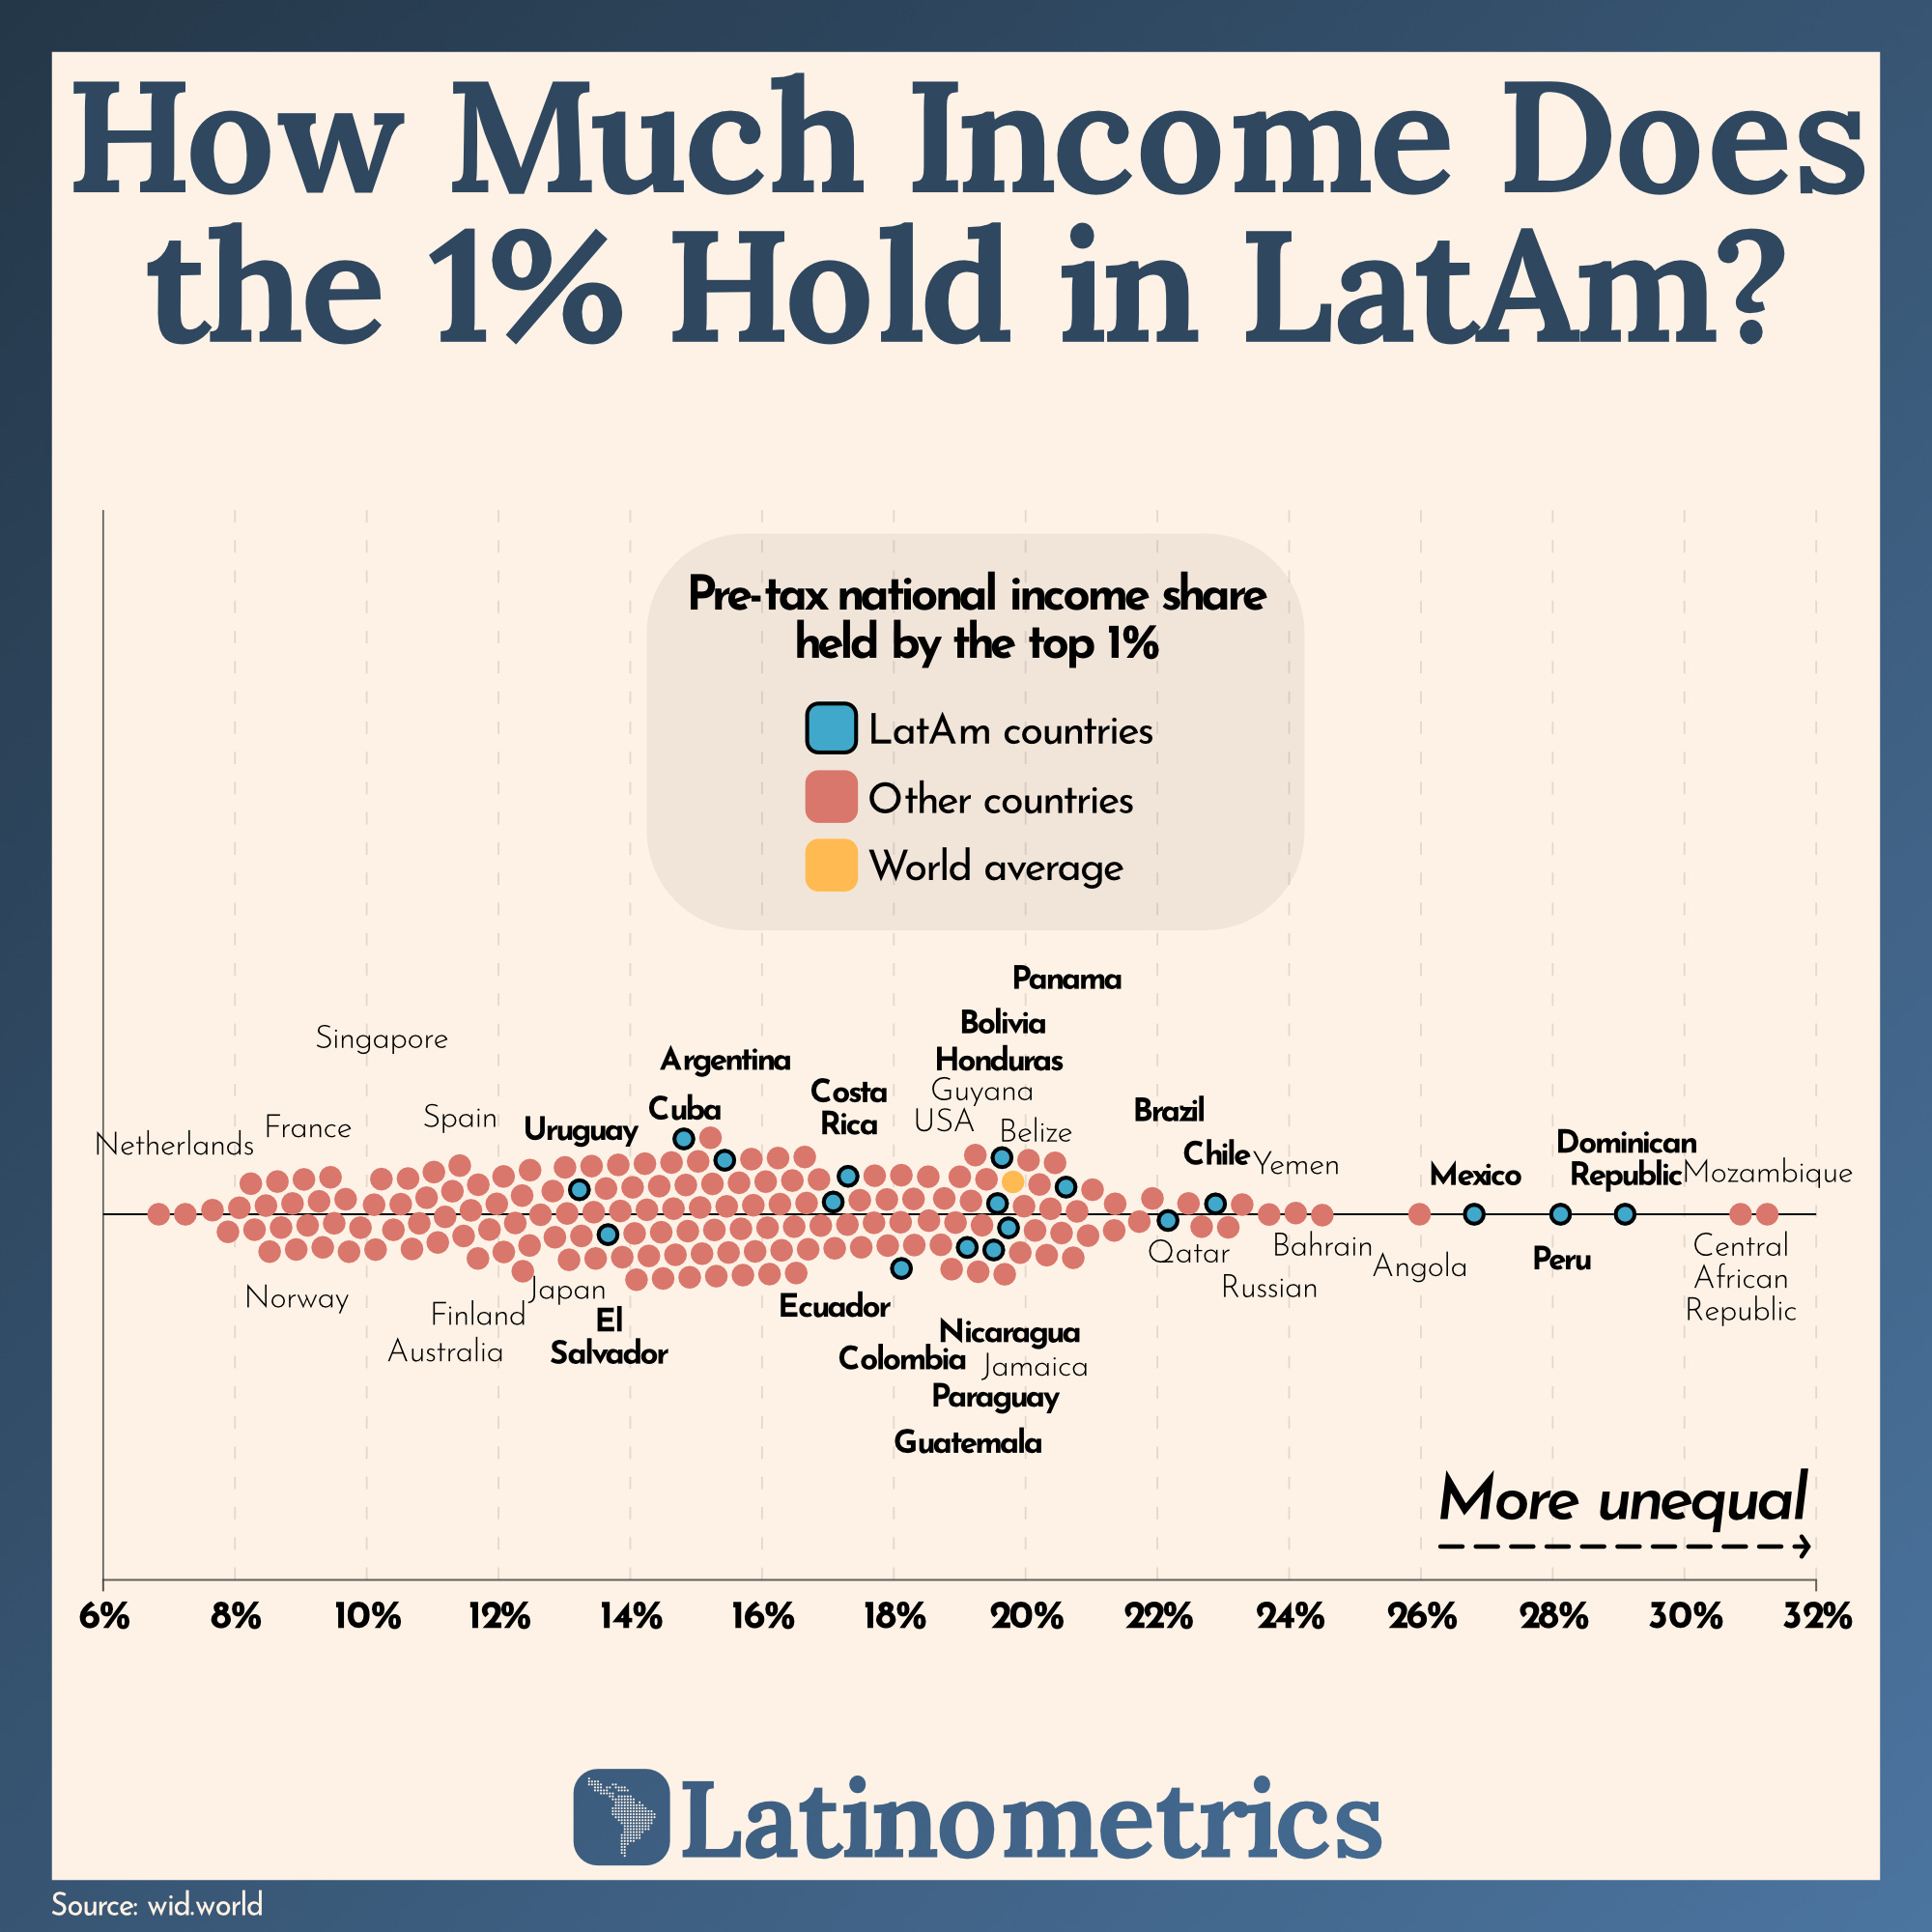 How Much Income Does
the 1% Hold in LatAm?
Pre-tax national income share
held by the top 1%
LatAm countries
Other countries
World average
Panama
Bolivia
Singapore
Argentina
Honduras
Guyana
Costa
Rica
Cuba
USA
Brazil
Spain
France
Uruguay
Belize
Netherlands
Chile
Yemen
Mexico
Dominican
Republic
Mozambique
Norway
Finland
Australia
Japan
El
Salvador
Ecuador
Colombia
Nicaragua
Jamaica
Paraguay
Guatemala
Qatar
Russian
Bahrain
Angola
Peru
Central
African
Republic
More unequal
6% 8% 10% 12% 14% 16% 18% 20% 22% 24% 26% 28% 30% 32%
Latinometrics
Source: wid.world